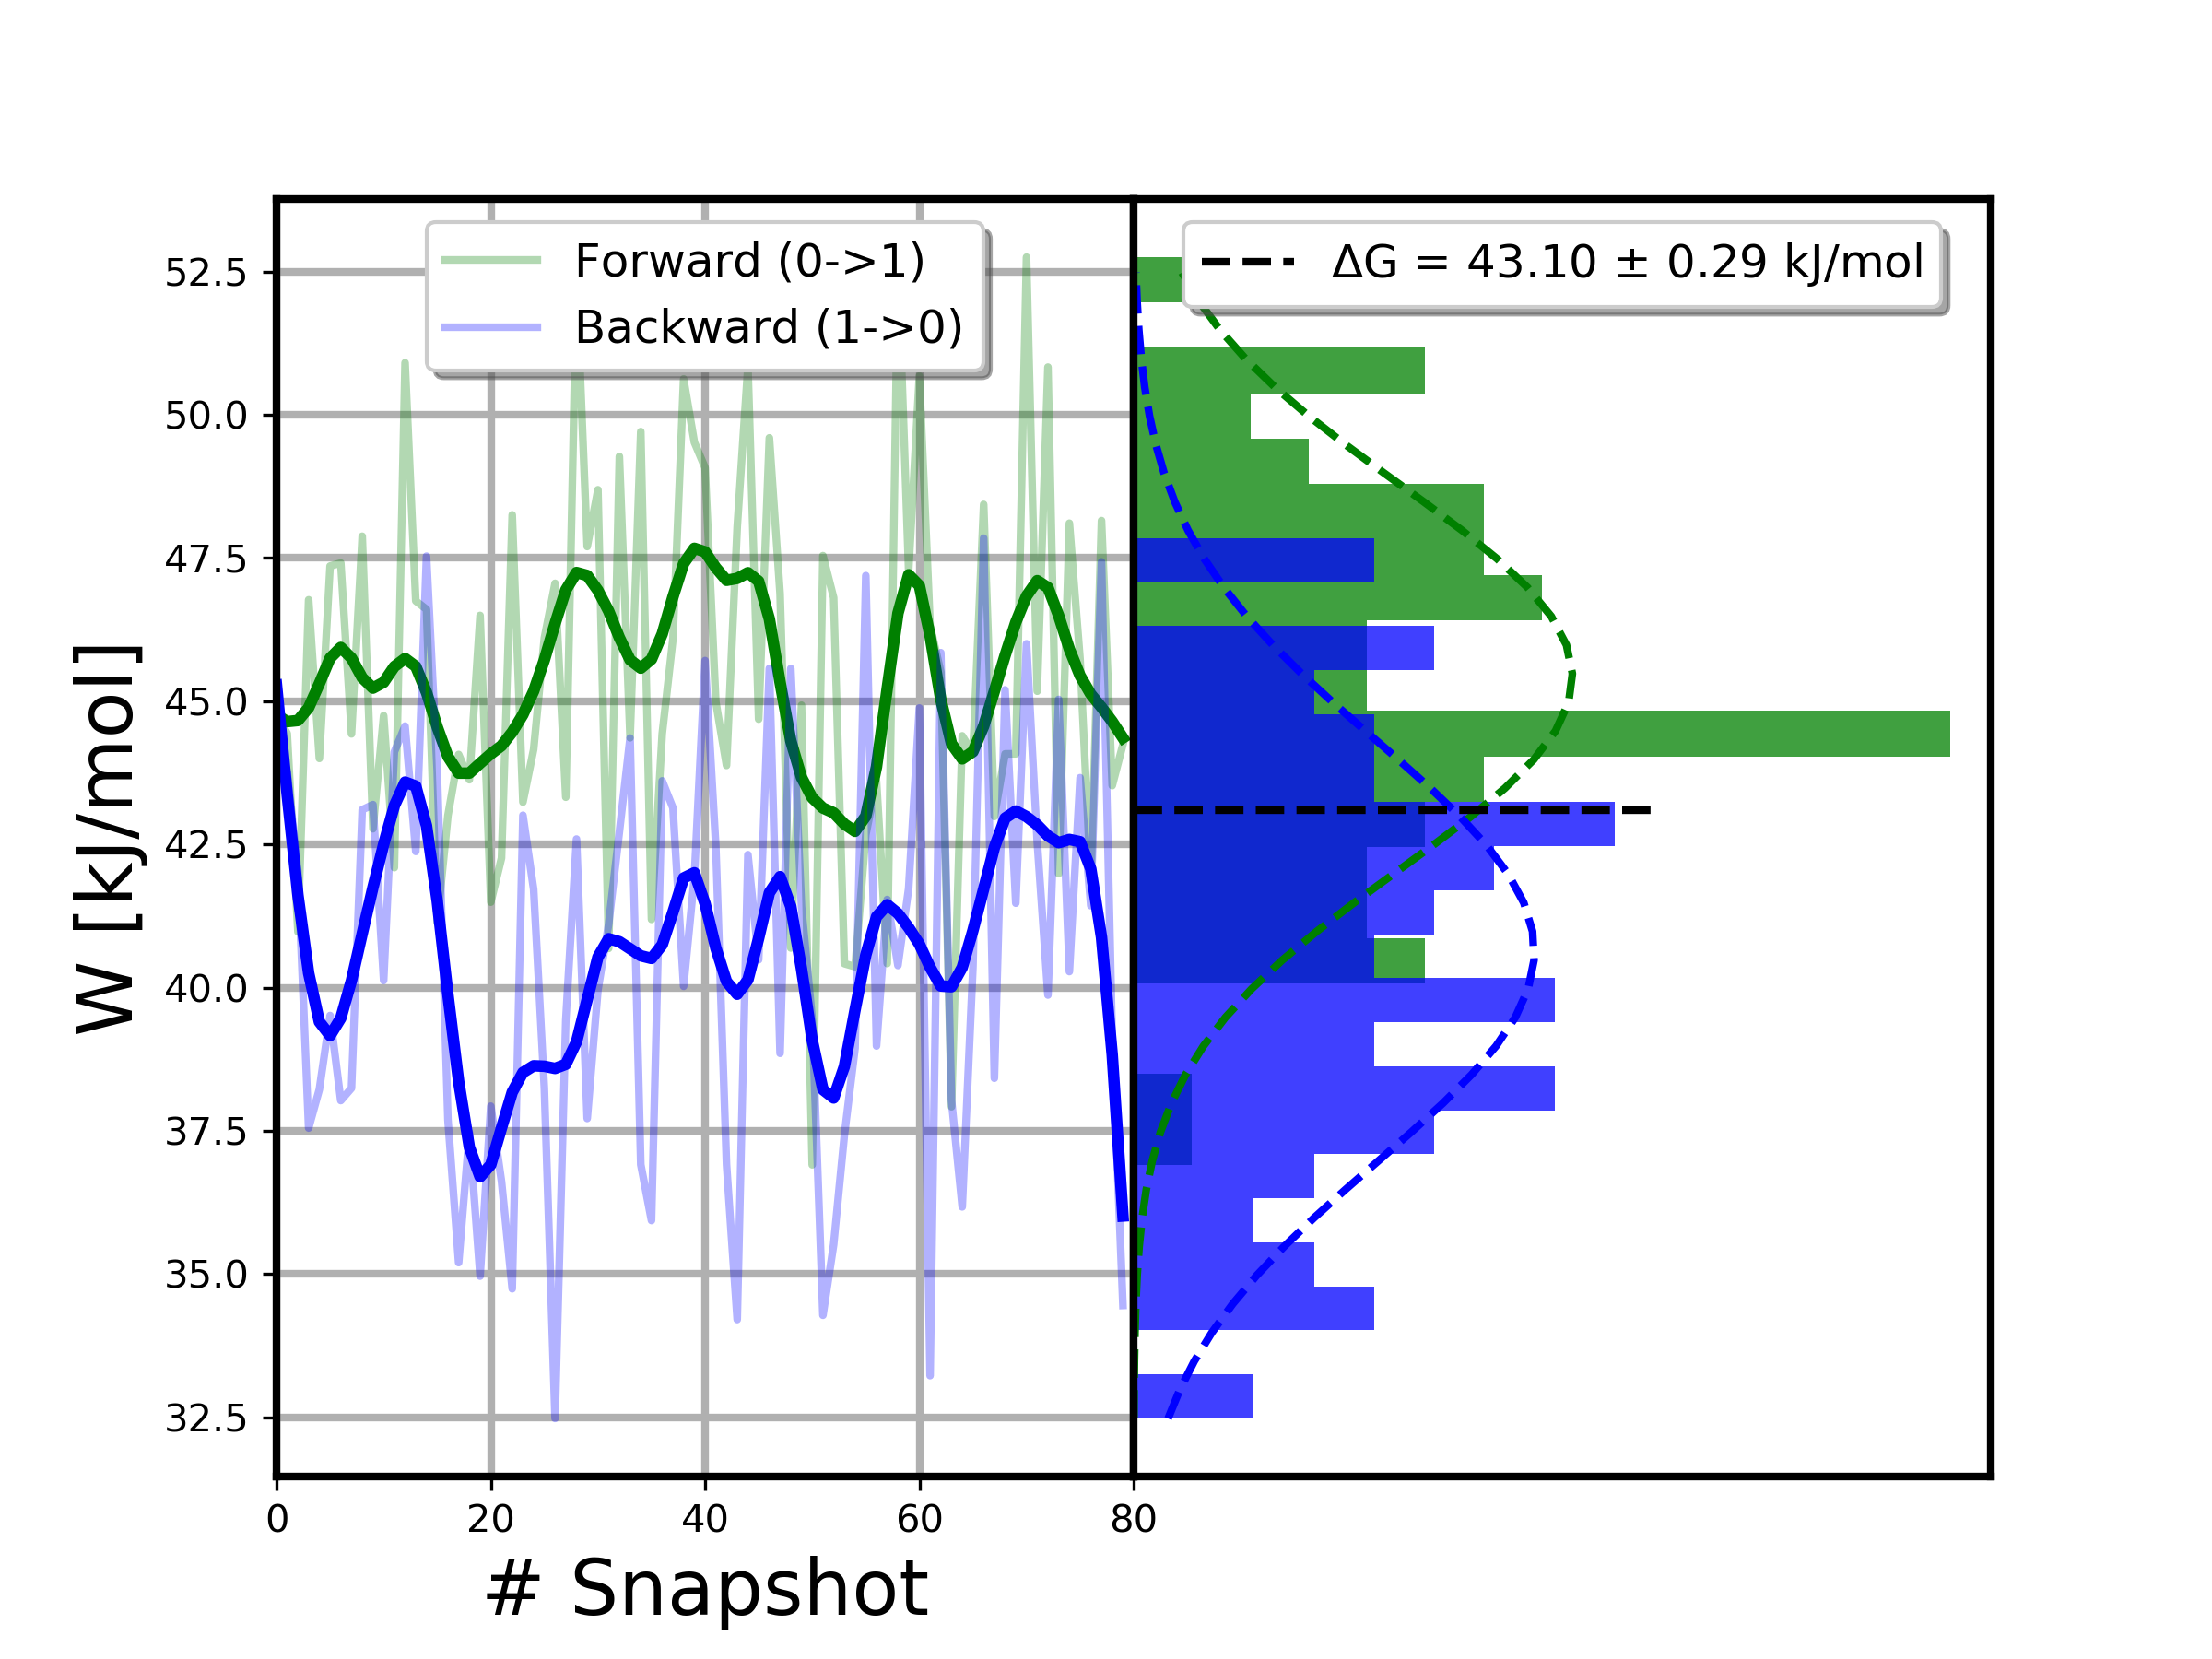 Forward (0->1)
Backward (1->0)
ΔG = 43.10 ± 0.29 kJ/mol
W [kJ/mol]
52.5
50.0
47.5
45.0
42.5
40.0
37.5
35.0
32.5
0 20 40 60 80
# Snapshot